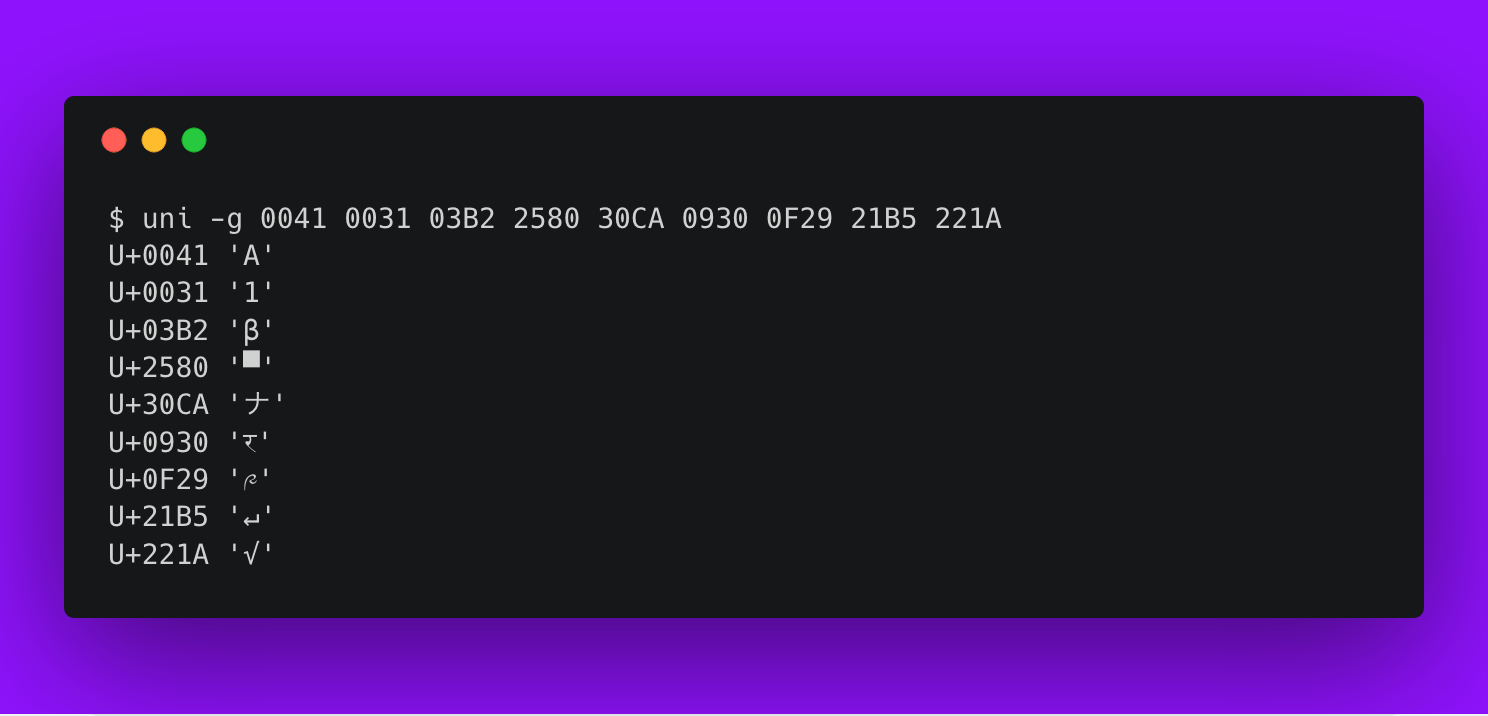 $ uni -g 0041 0031 03B2 2580 30CA 0930 0F29 21B5 221A
U+0041 'A'
U+0031 '1'
U+03B2 'β'
U+2580 '▀'
U+30CA 'ナ'
U+0930 'र'
U+0F29 '༩'
U+21B5 '↵'
U+221A '√'